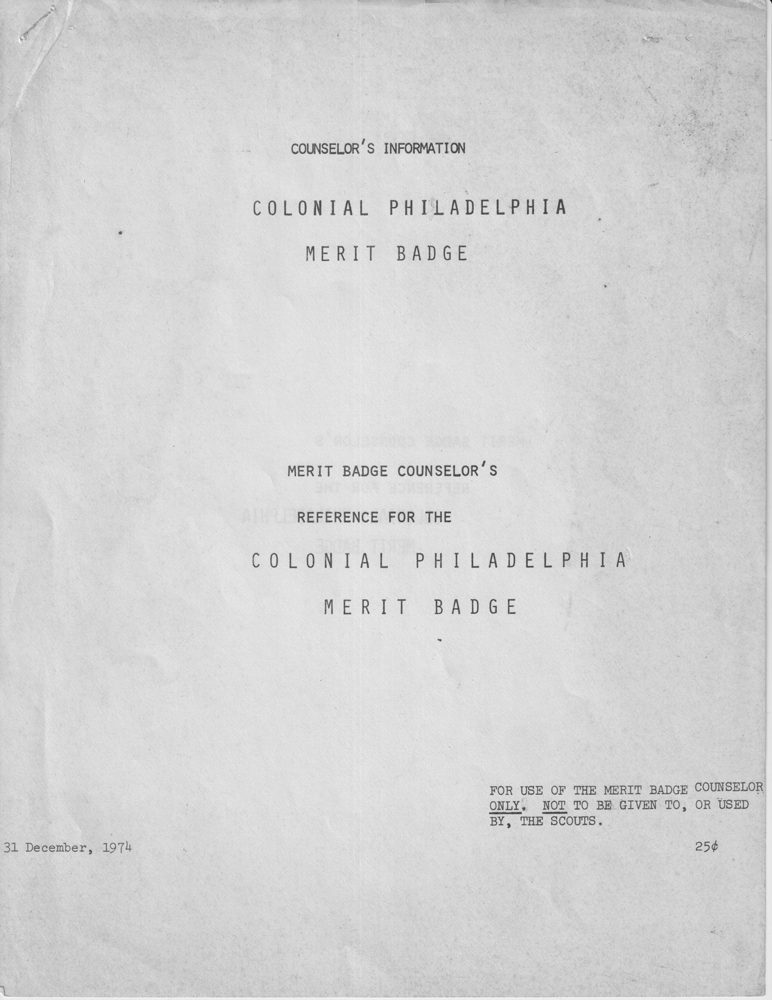 COUNSELOR'S INFORMATION
COLONIAL PHILADELPHIA
MERIT BADGE
MERIT BADGE COUNSELOR'S
REFERENCE FOR THE
COLONIAL PHILADELPHIA
MERIT BADGE
FOR USE OF THE MERIT BADGE COUNSELOR
ONLY. NOT TO BE GIVEN TO, OR USED
BY, THE SCOUTS.
31 December, 1974 25¢